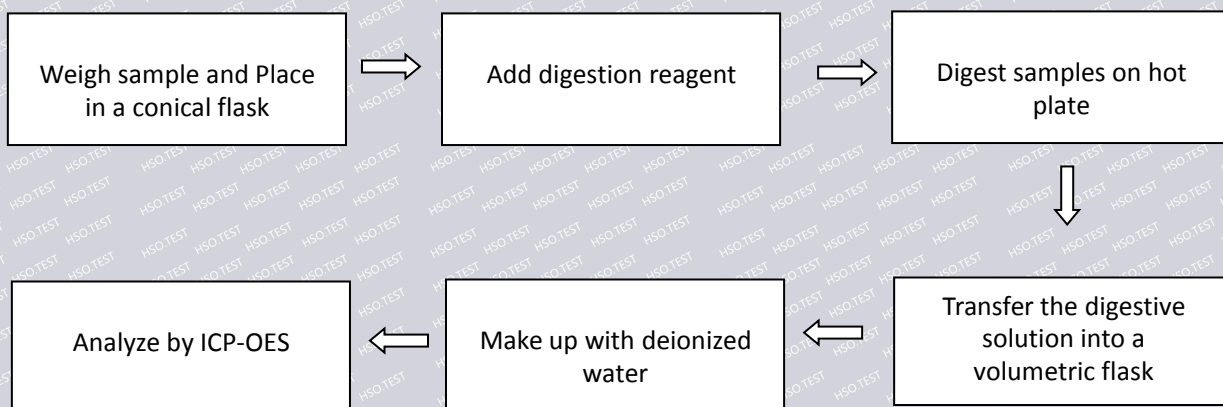 Weigh sample and Place
in a conical flask
Add digestion reagent
Digest samples on hot
plate
Transfer the digestive
solution into a
volumetric flask
Make up with deionized
water
Analyze by ICP-OES
HSO.TEST